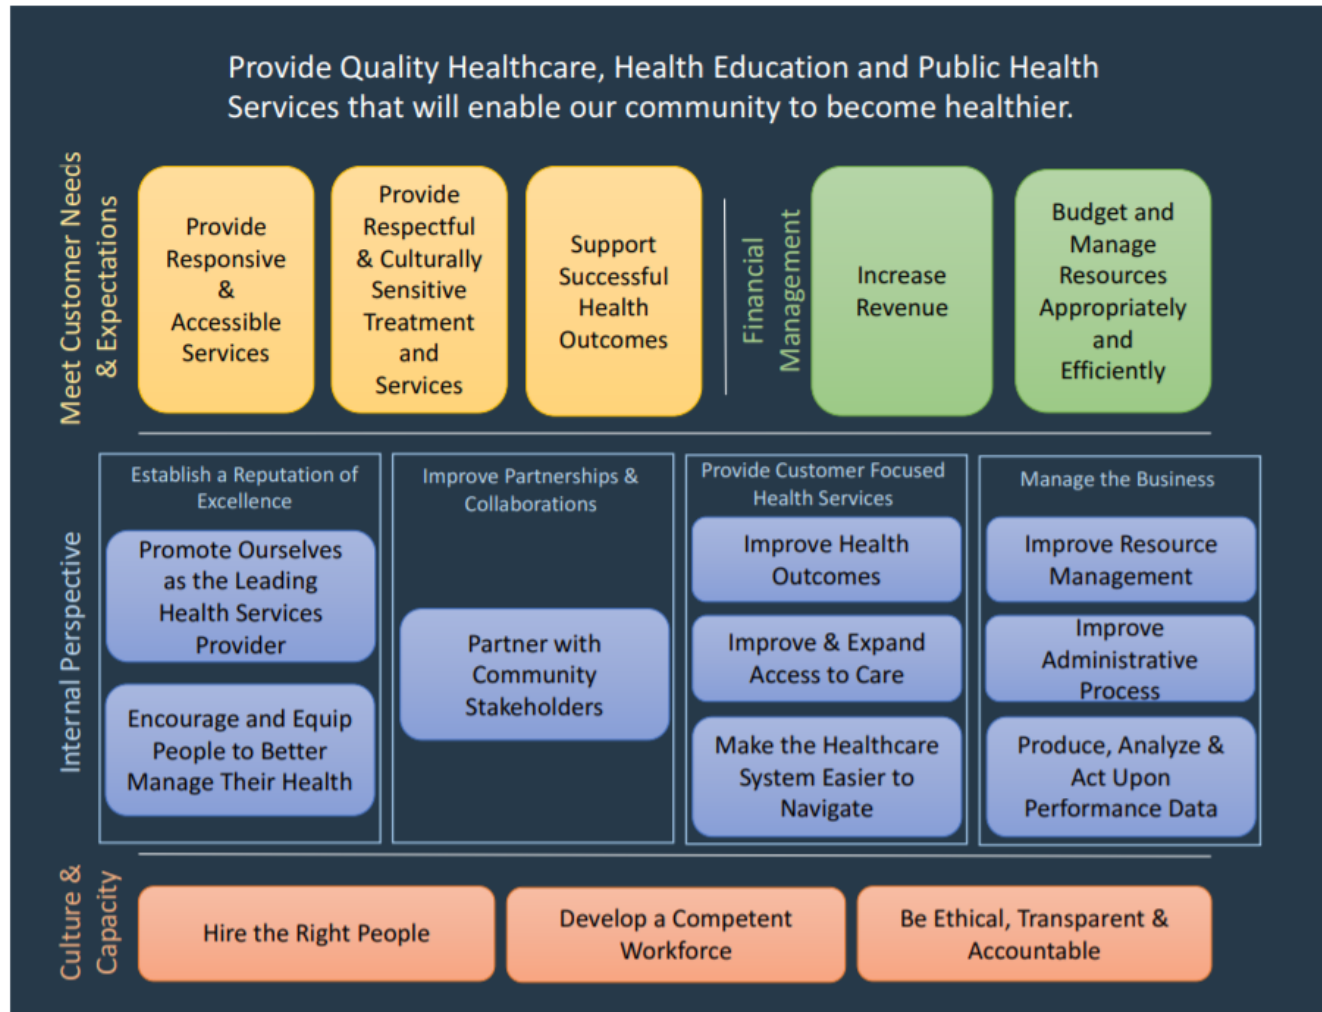 Provide Quality Healthcare, Health Education and Public Health
Services that will enable our community to become healthier.
Meet Customer Needs
& Expectations
Provide
Responsive
&
Accessible
Services
Provide
Respectful
& Culturally
Sensitive
Treatment
and
Services
Support
Successful
Health
Outcomes
Financial
Management
Increase
Revenue
Budget and
Manage
Resources
Appropriately
and
Efficiently
Internal Perspective
Establish a Reputation of
Excellence
Promote Ourselves
as the Leading
Health Services
Provider
Encourage and Equip
People to Better
Manage Their Health
Improve Partnerships &
Collaborations
Partner with
Community
Stakeholders
Provide Customer Focused
Health Services
Improve Health
Outcomes
Improve & Expand
Access to Care
Make the Healthcare
System Easier to
Navigate
Manage the Business
Improve Resource
Management
Improve
Administrative
Process
Produce, Analyze &
Act Upon
Performance Data
Culture &
Capacity
Hire the Right People
Develop a Competent
Workforce
Be Ethical, Transparent &
Accountable